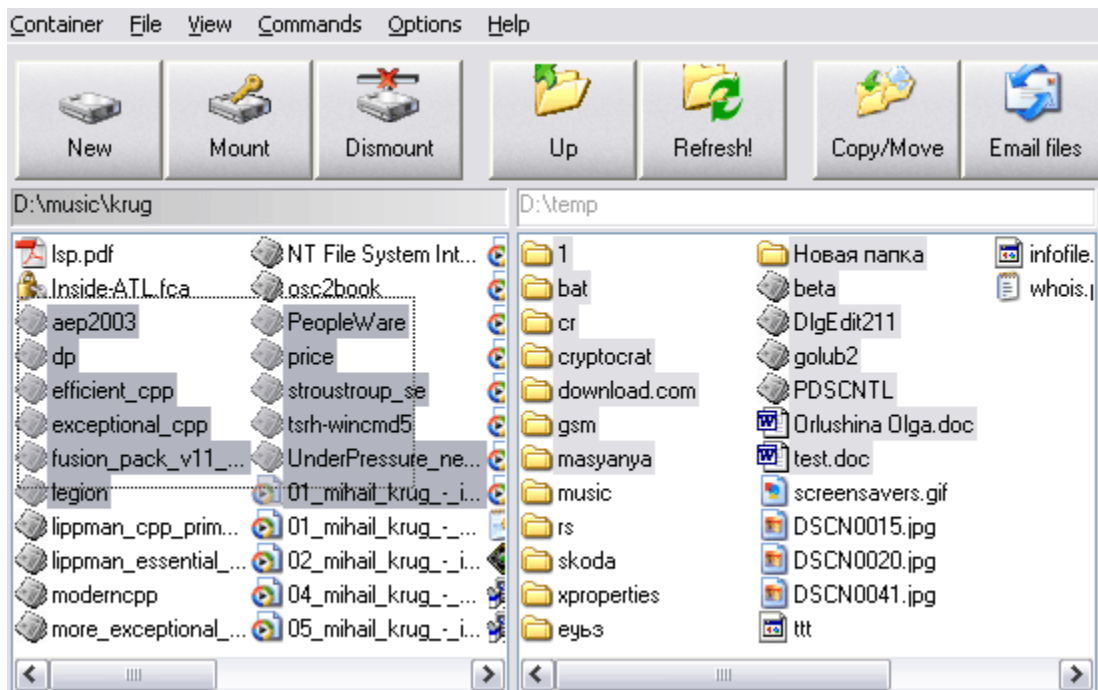 Container File View Commands Options Help
New Mount Dismount Up Refresh! Copy/Move Email files
D:\music\krug
lsp.pdf
Inside-ATL.fca
aep2003
dp
efficient_cpp
exceptional_cpp
fusion_pack_v11_...
legion
lippman_cpp_prim...
lippman_essential_...
moderncpp
more_exceptional_...
NT File System Int...
osc2book
PeopleWare
price
stroustroup_se
tsrh-wincmd5
UnderPressure_ne...
01_mihail_krug_-_i...
01_mihail_krug_-_...
02_mihail_krug_-_i...
04_mihail_krug_-_...
05_mihail_krug_-_i...
D:\temp
1
bat
cr
cryptocrat
download.com
gsm
masyanya
music
rs
skoda
xproperties
еуьз
Новая папка
beta
DlgEdit211
golub2
PDSCNTL
Orlushina Olga.doc
test.doc
screensavers.gif
DSCN0015.jpg
DSCN0020.jpg
DSCN0041.jpg
ttt
infofile.
whois.